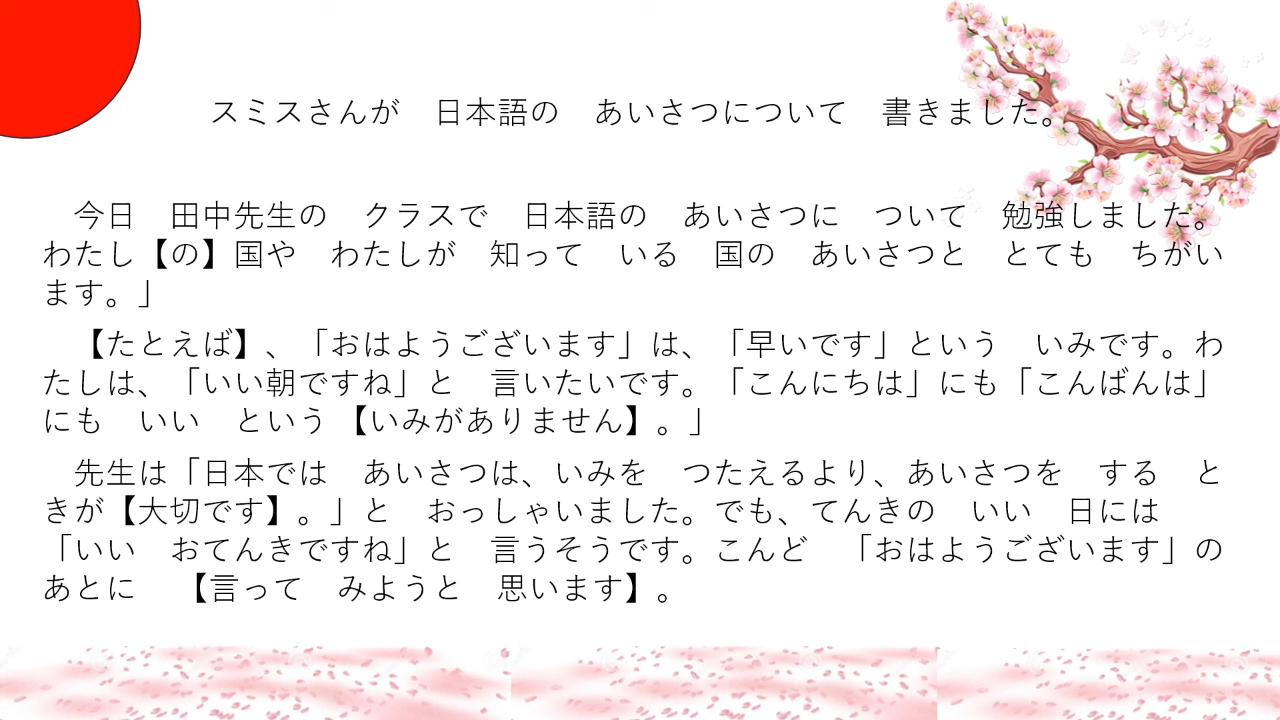 スミスさんが　日本語の　あいさつについて　書きました。
今日　田中先生の　クラスで　日本語の　あいさつに　ついて　勉強しました。
わたし【の】国や　わたしが　知って　いる　国の　あいさつと　とても　ちがい
ます。」
【たとえば】、「おはようございます」は、「早いです」という　いみです。わ
たしは、「いい朝ですね」と　言いたいです。「こんにちは」にも「こんばんは」
にも　いい　という【いみがありません】。」
先生は「日本では　あいさつは、いみを　つたえるより、あいさつを　する　と
きが【大切です】。」と　おっしゃいました。でも、てんきの　いい　日には
「いい　おてんきですね」と　言うそうです。こんど　「おはようございます」の
あとに　【言って　みようと　思います】。